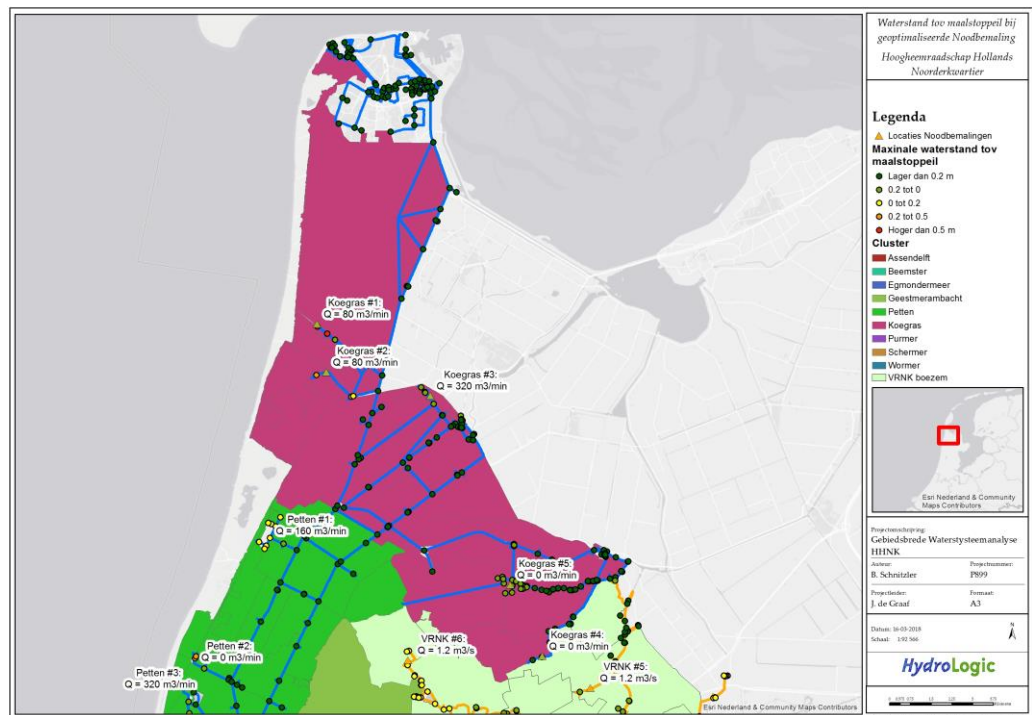 Koegras #1:
Q = 80 m3/min
Koegras #2:
Q = 80 m3/min
Koegras #3:
Q = 320 m3/min
Petten #1:
Q = 160 m3/min
Koegras #5:
Q = 0 m3/min
Koegras #4:
Q = 0 m3/min
VRNK #6:
Q = 1.2 m3/s
VRNK #5:
Q = 1.2 m3/s
Petten #2:
Q = 0 m3/min
Petten #3:
Q = 320 m3/min
Esri Nederland & Community Maps Contributors
Waterstand tov maalstoppeil bij
geoptimaliseerde Noodbemaling
Hoogheemraadschap Hollands
Noorderkwartier
Legenda
Locaties Noodbemalingen
Maxinale waterstand tov
maalstoppeil
Lager dan 0.2 m
0.2 tot 0
0 tot 0.2
0.2 tot 0.5
Hoger dan 0.5 m
Cluster
Assendelft
Beemster
Egmondermeer
Geestmerambacht
Petten
Koegras
Purmer
Schermer
Wormer
VRNK boezem
Esri Nederland & Community
Maps Contributors
Projectomschrijving:
Gebiedsbrede Watersysteemanalyse
HHNK
Auteur:
Projectnummer:
B. Schnitzler
P899
Projectleider:
Formaat:
J. de Graaf
A3
Datum: 16-03-2018
Schaal: 1:92 566
N
HydroLogic